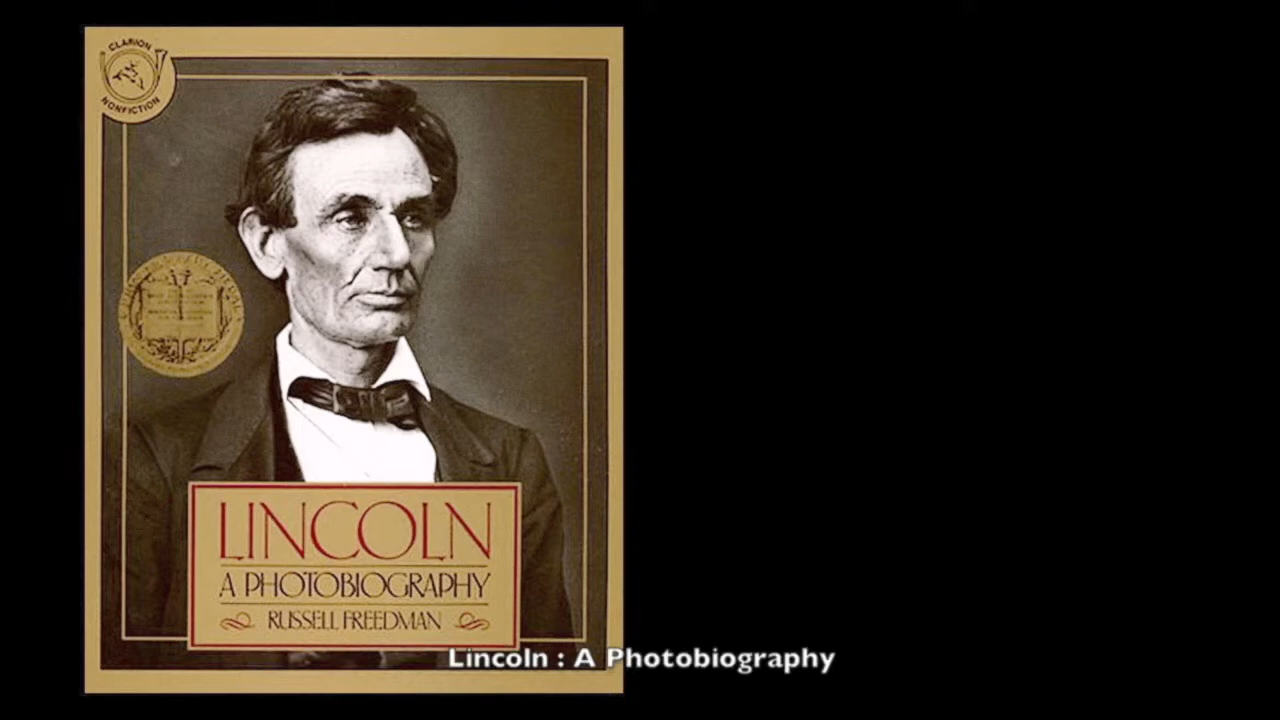 CLARION
NONFICTION
LINCOLN
A PHOTOBIOGRAPHY
RUSSELL FREEDMAN
Lincoln : A Photobiography